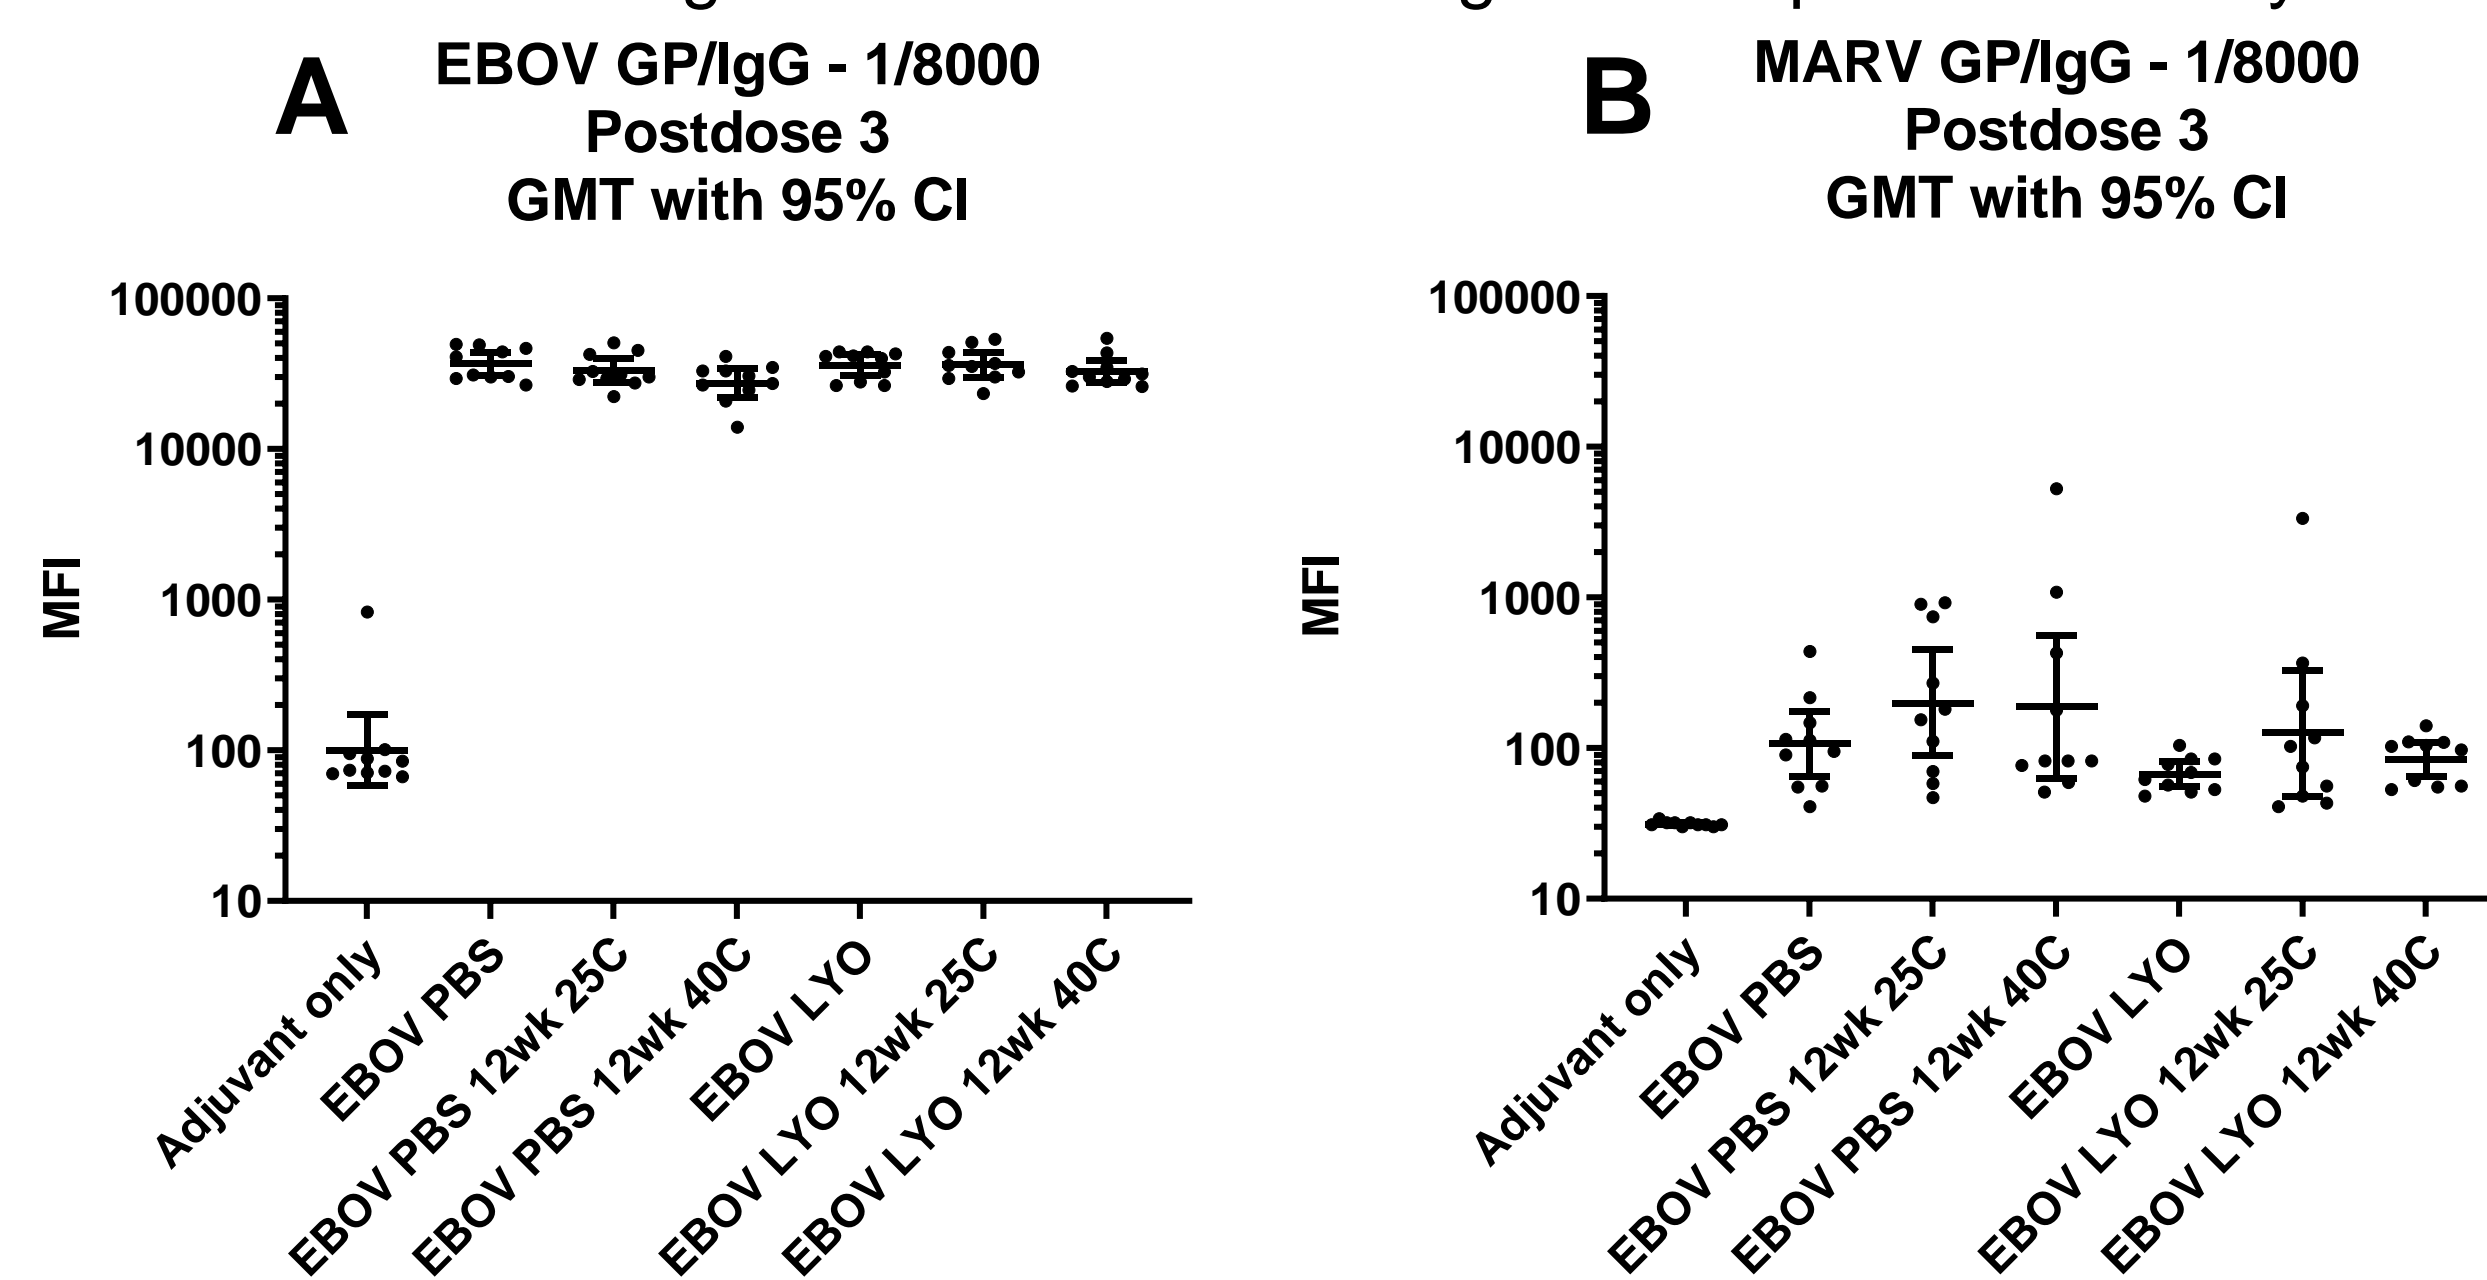 A
EBOV GP/IgG - 1/8000
Postdose 3
GMT with 95% CI
MFI
100000
10000
1000
100
10
Adjuvant only
EBOV PBS
EBOV PBS 12wk 25C
EBOV PBS 12wk 40C
EBOV LYO
EBOV LYO 12wk 25C
EBOV LYO 12wk 40C
B
MARV GP/IgG - 1/8000
Postdose 3
GMT with 95% CI
MFI
100000
10000
1000
100
10
Adjuvant only
EBOV PBS
EBOV PBS 12wk 25C
EBOV PBS 12wk 40C
EBOV LYO
EBOV LYO 12wk 25C
EBOV LYO 12wk 40C